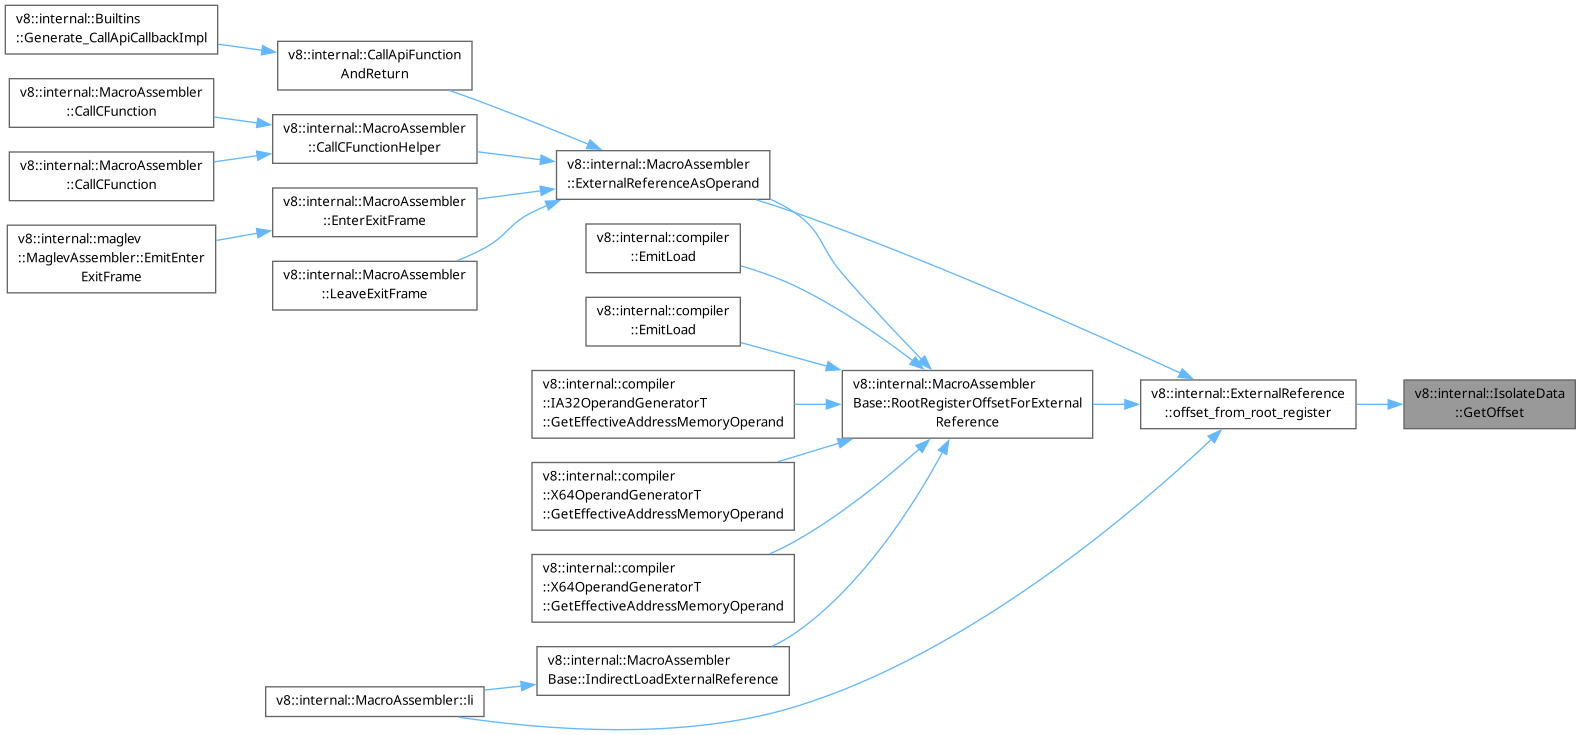 v8::internal::Builtins
::Generate_CallApiCallbackImpl
v8::internal::CallApiFunction
AndReturn
v8::internal::MacroAssembler
::CallCFunction
v8::internal::MacroAssembler
::CallCFunctionHelper
v8::internal::MacroAssembler
::CallCFunction
v8::internal::MacroAssembler
::ExternalReferenceAsOperand
v8::internal::MacroAssembler
::EnterExitFrame
v8::internal::maglev
::MaglevAssembler::EmitEnter
ExitFrame
v8::internal::MacroAssembler
::LeaveExitFrame
v8::internal::compiler
::EmitLoad
v8::internal::compiler
::EmitLoad
v8::internal::compiler
::IA32OperandGeneratorT
::GetEffectiveAddressMemoryOperand
v8::internal::MacroAssembler
Base::RootRegisterOffsetForExternal
Reference
v8::internal::ExternalReference
::offset_from_root_register
v8::internal::IsolateData
::GetOffset
v8::internal::compiler
::X64OperandGeneratorT
::GetEffectiveAddressMemoryOperand
v8::internal::compiler
::X64OperandGeneratorT
::GetEffectiveAddressMemoryOperand
v8::internal::MacroAssembler
Base::IndirectLoadExternalReference
v8::internal::MacroAssembler::li